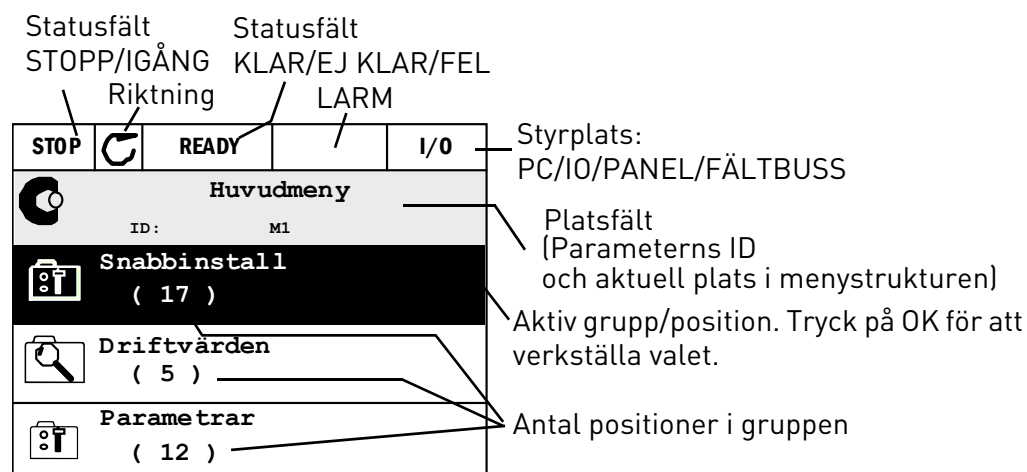 Statusfält
STOPP/IGÅNG
Riktning
Statusfält
KLAR/EJ KLAR/FEL
LARM
STOP
READY
I/O
Styrplats:
PC/IO/PANEL/FÄLTBUSS
Huvudmeny
ID: M1
Platsfält
(Parameterns ID
och aktuell plats i menystrukturen)
Snabbinstall
( 17 )
Aktiv grupp/position. Tryck på OK för att
verkställa valet.
Driftvärden
( 5 )
Parametrar
( 12 )
Antal positioner i gruppen